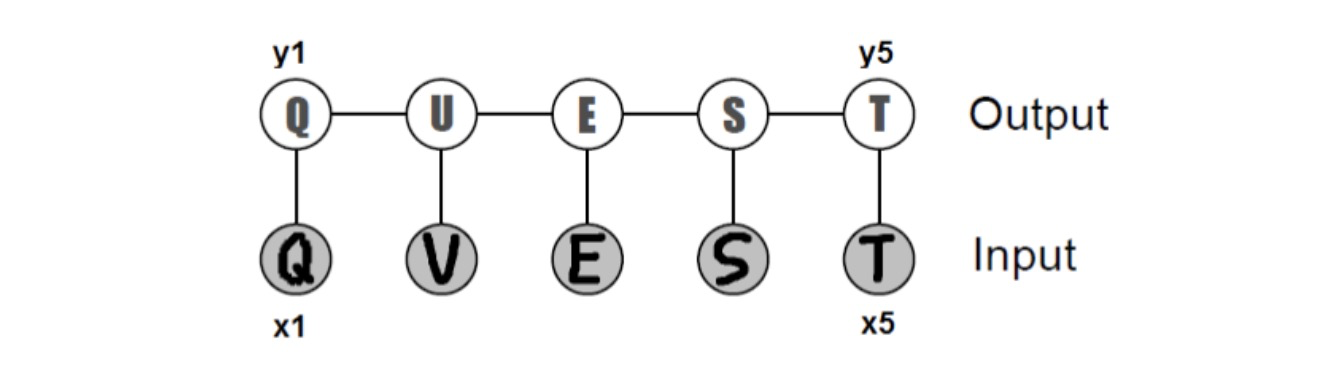 y1 y5
Q U E S T Output
Q V E S T Input
x1 x5